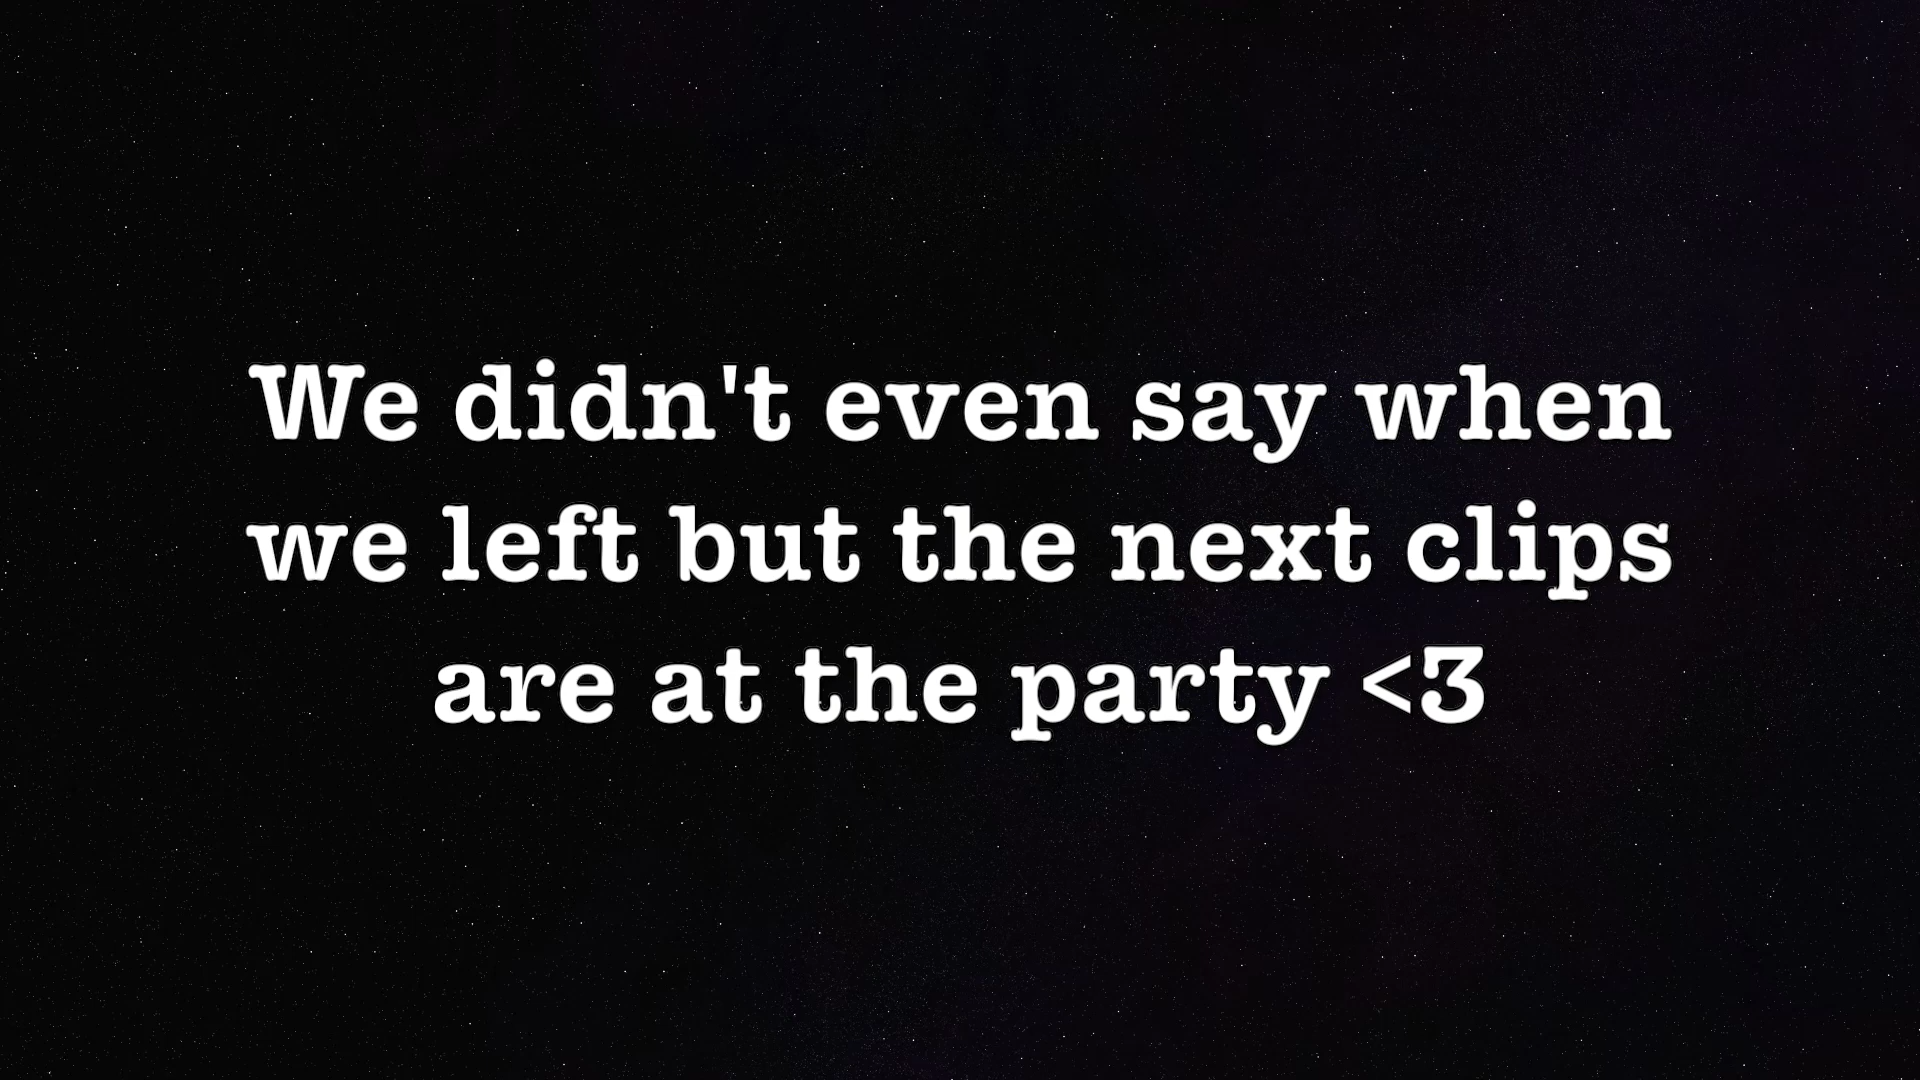 We didn't even say when
we left but the next clips
are at the party <3